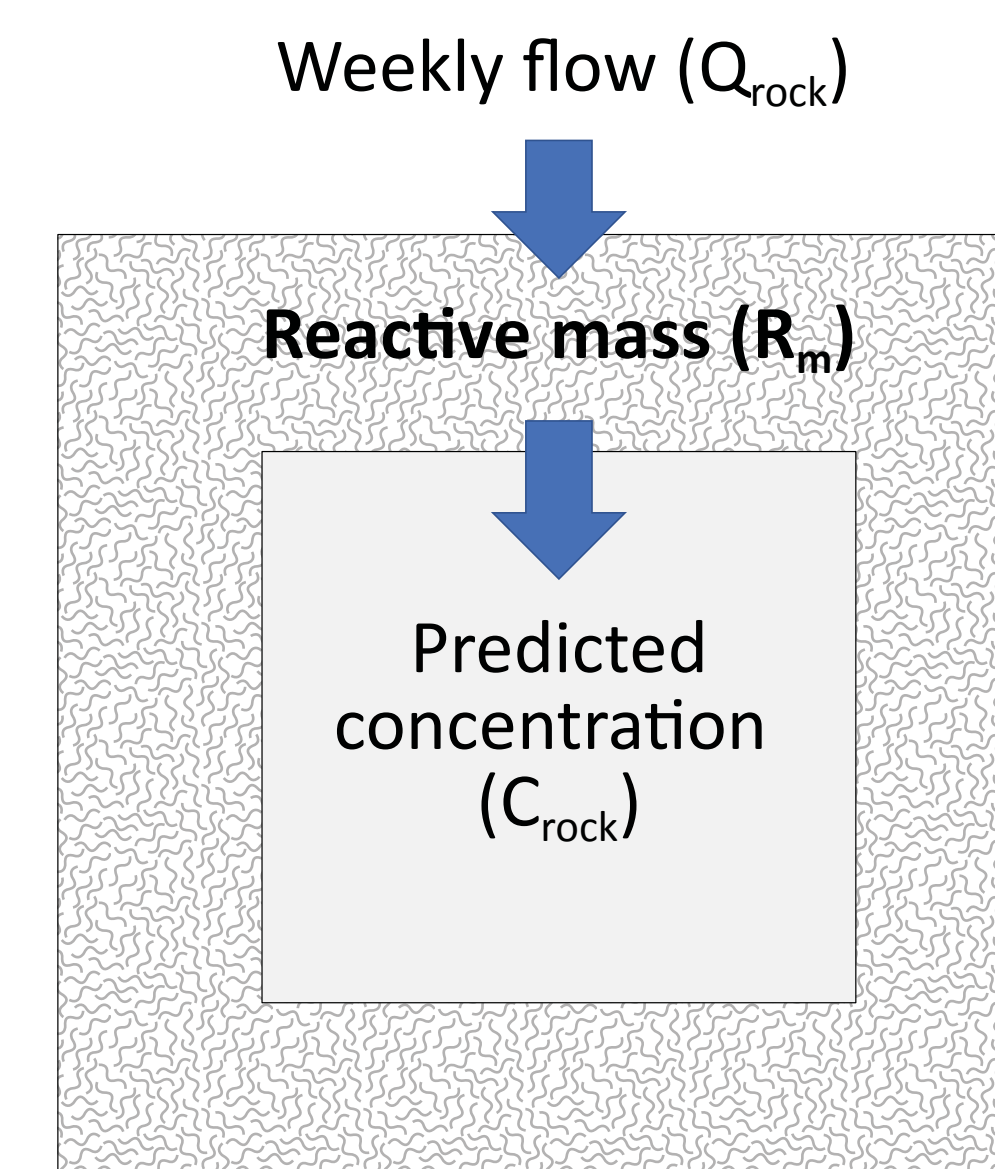 Weekly flow (Qrock)
Reactive mass (Rm)
Predicted
concentration
(Crock)